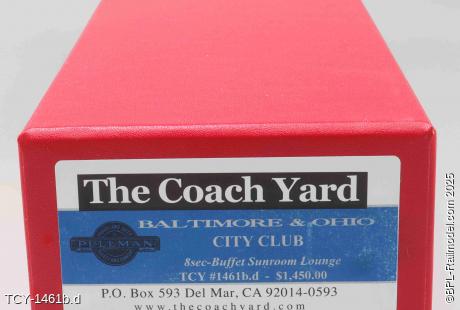 The Coach Yard
BALTIMORE & OHIO
PULLMAN
CITY CLUB
8sec-Buffet Sunroom Lounge
TCY #1461b.d - $1,450.00
P.O. Box 593 Del Mar, CA 92014-0593
www.thecoachyard.com
TCY-1461b.d
©BPL-Railmodel.com 2025